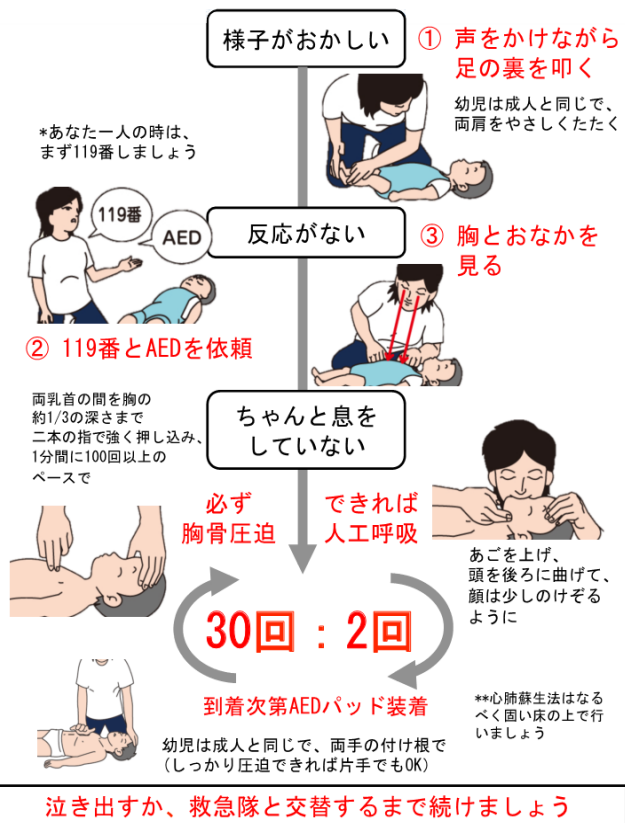 様子がおかしい
① 声をかけながら
足の裏を叩く
幼児は成人と同じで、
両肩をやさしくたたく
*あなた一人の時は、
まず119番しましょう
119番
AED
反応がない
② 119番とAEDを依頼
③ 胸とおなかを
見る
ちゃんと息を
していない
両乳首の間を胸の
約1/3の深さまで
二本の指で強く押し込み、
1分間に100回以上の
ペースで
必ず
胸骨圧迫
できれば
人工呼吸
あごを上げ、
頭を後ろに曲げて、
顔は少しのけぞる
ように
30回：2回
到着次第AEDパッド装着
幼児は成人と同じで、両手の付け根で
(しっかり圧迫できれば片手でもOK)
**心肺蘇生法はなる
べく固い床の上で行
いましょう
泣き出すか、救急隊と交替するまで続けましょう